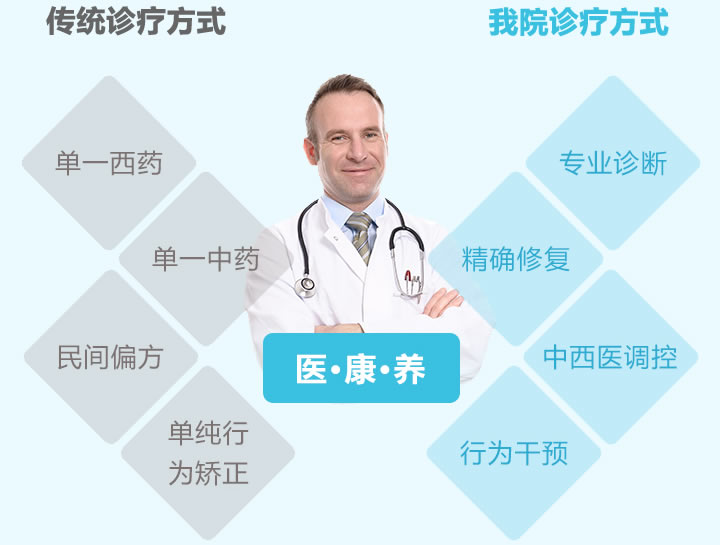 传统诊疗方式
我院诊疗方式
单一西药
专业诊断
单一中药
精确修复
民间偏方
中西医调控
医·康·养
单纯行
为矫正
行为干预